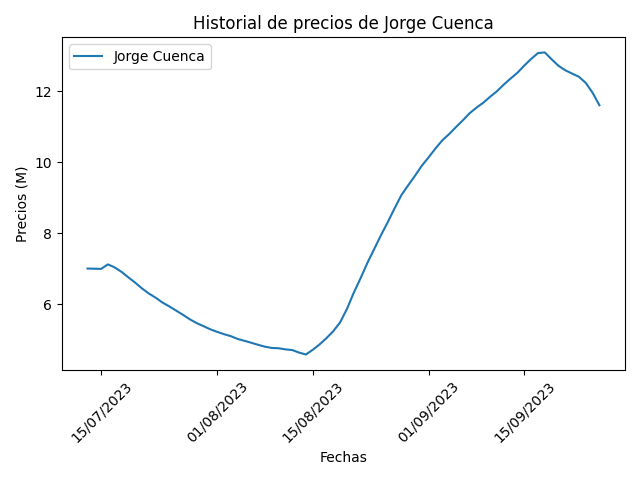 Historial de precios de Jorge Cuenca
Jorge Cuenca
Precios (M)
12
10
8
6
15/07/2023
01/08/2023
15/08/2023
01/09/2023
15/09/2023
Fechas